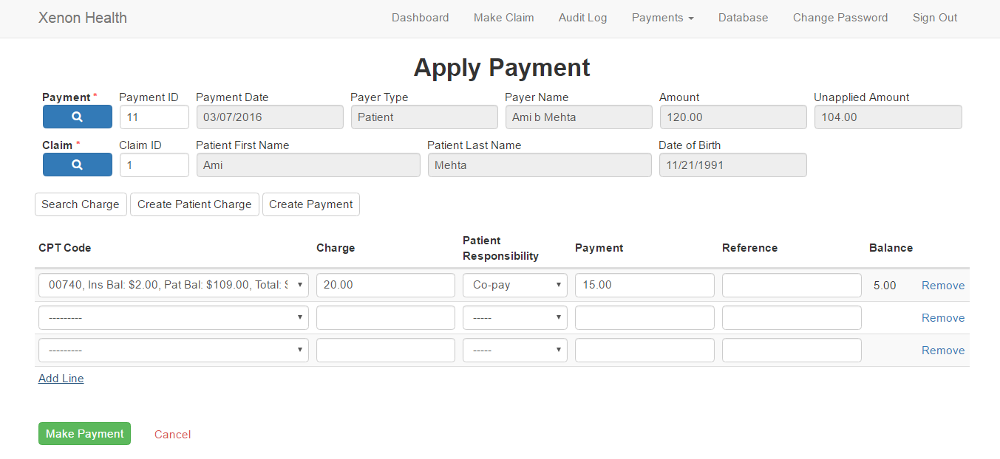 Xenon Health Dashboard Make Claim Audit Log Payments Database Change Password Sign Out
Apply Payment
Payment * Payment ID Payment Date Payer Type Payer Name Amount Unapplied Amount
11 03/07/2016 Patient Ami b Mehta 120.00 104.00
Claim * Claim ID Patient First Name Patient Last Name Date of Birth
1 Ami Mehta 11/21/1991
Search Charge Create Patient Charge Create Payment
CPT Code Charge Patient Responsibility Payment Reference Balance
00740, Ins Bal: $2.00, Pat Bal: $109.00, Total: $ 20.00 Co-pay 15.00 5.00 Remove
--------- ----- Remove
--------- ----- Remove
Add Line
Make Payment Cancel